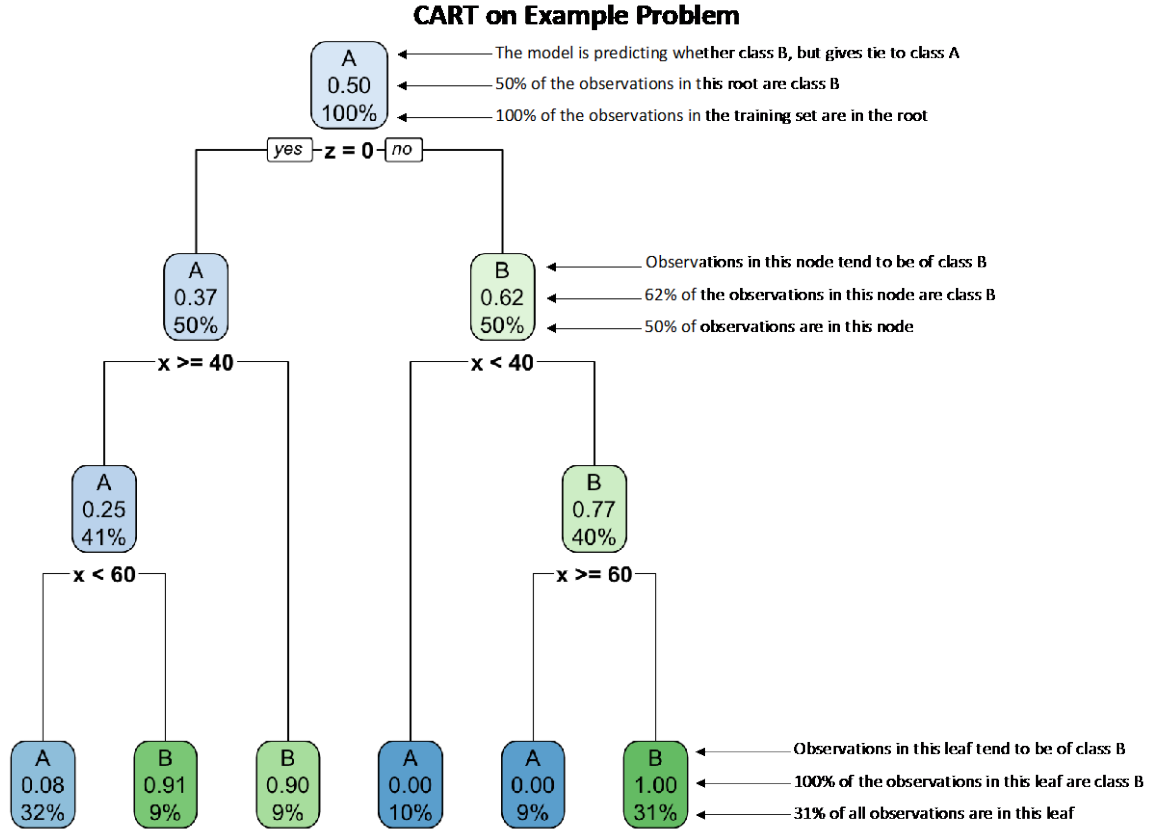 CART on Example Problem
A
0.50
100%
The model is predicting whether class B, but gives tie to class A
50% of the observations in this root are class B
100% of the observations in the training set are in the root
yes z = 0 no
A
0.37
50%
B
0.62
50%
Observations in this node tend to be of class B
62% of the observations in this node are class B
50% of observations are in this node
x >= 40
x < 40
A
0.25
41%
B
0.77
40%
x < 60
x >= 60
A
0.08
32%
B
0.91
9%
B
0.90
9%
A
0.00
10%
A
0.00
9%
B
1.00
31%
Observations in this leaf tend to be of class B
100% of the observations in this leaf are class B
31% of all observations are in this leaf